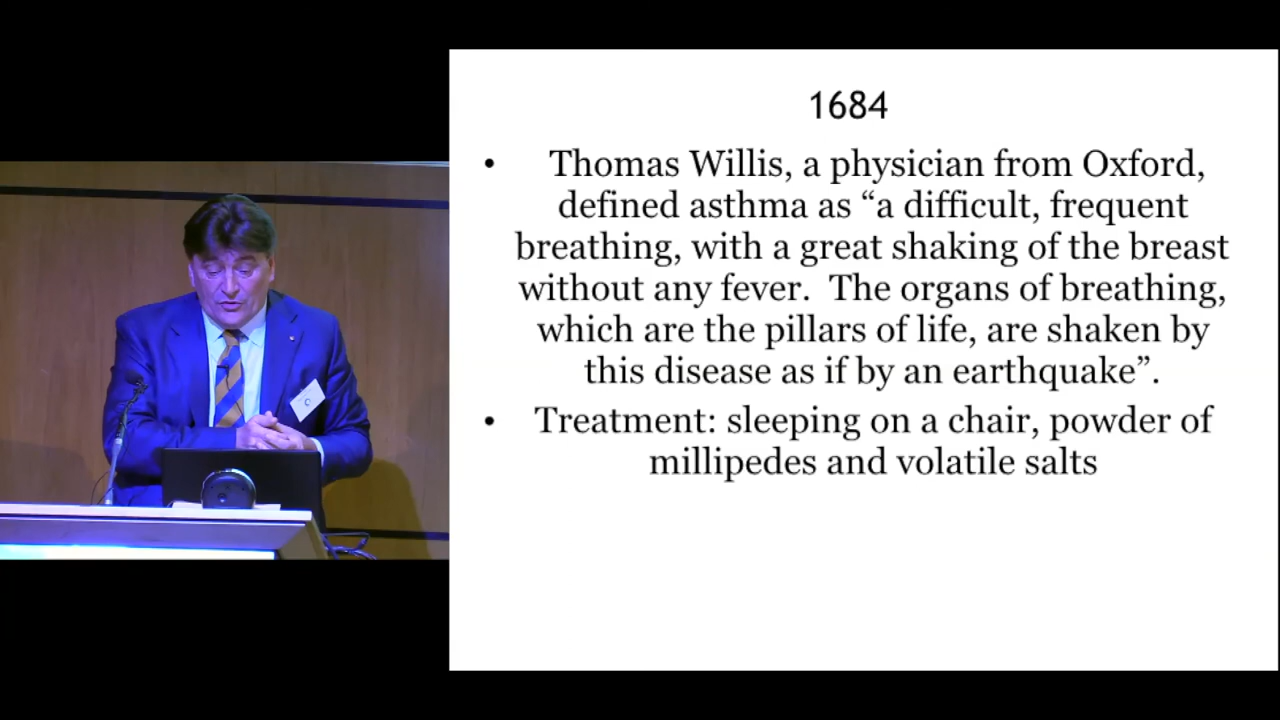 1684
• Thomas Willis, a physician from Oxford,
defined asthma as “a difficult, frequent
breathing, with a great shaking of the breast
without any fever.  The organs of breathing,
which are the pillars of life, are shaken by
this disease as if by an earthquake”.
• Treatment: sleeping on a chair, powder of
millipedes and volatile salts